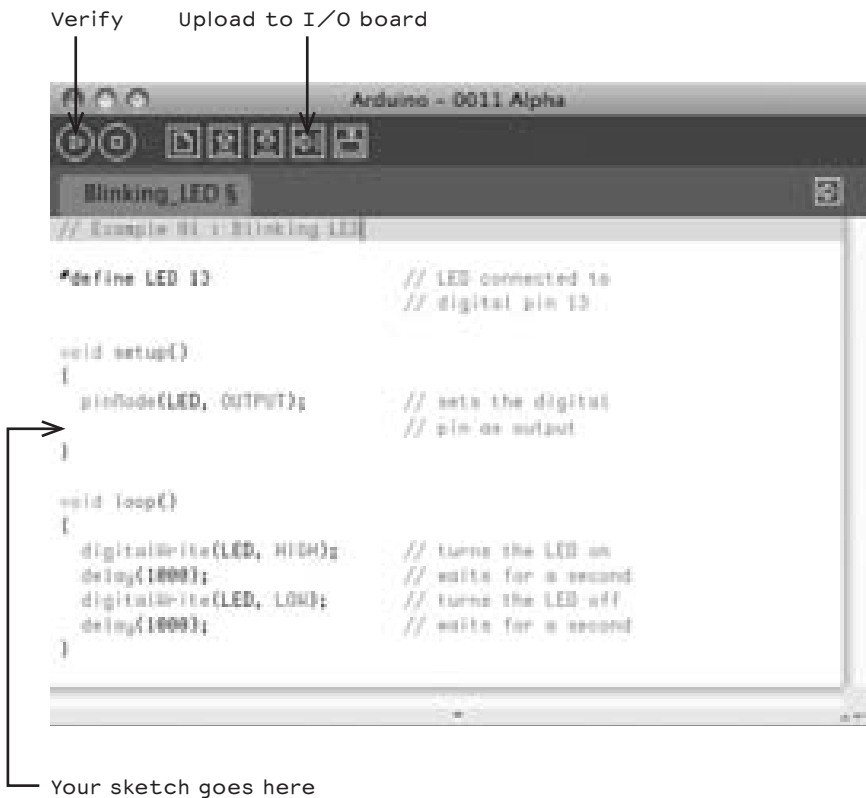 Verify Upload to I/O board
Arduino - 0011 Alpha
Blinking_LED §
// Example 01 : Blinking LED
#define LED 13 // LED connected to
// digital pin 13
void setup()
{
pinMode(LED, OUTPUT); // sets the digital
// pin as output
}
void loop()
{
digitalWrite(LED, HIGH); // turns the LED on
delay(1000); // waits for a second
digitalWrite(LED, LOW); // turns the LED off
delay(1000); // waits for a second
}
Your sketch goes here